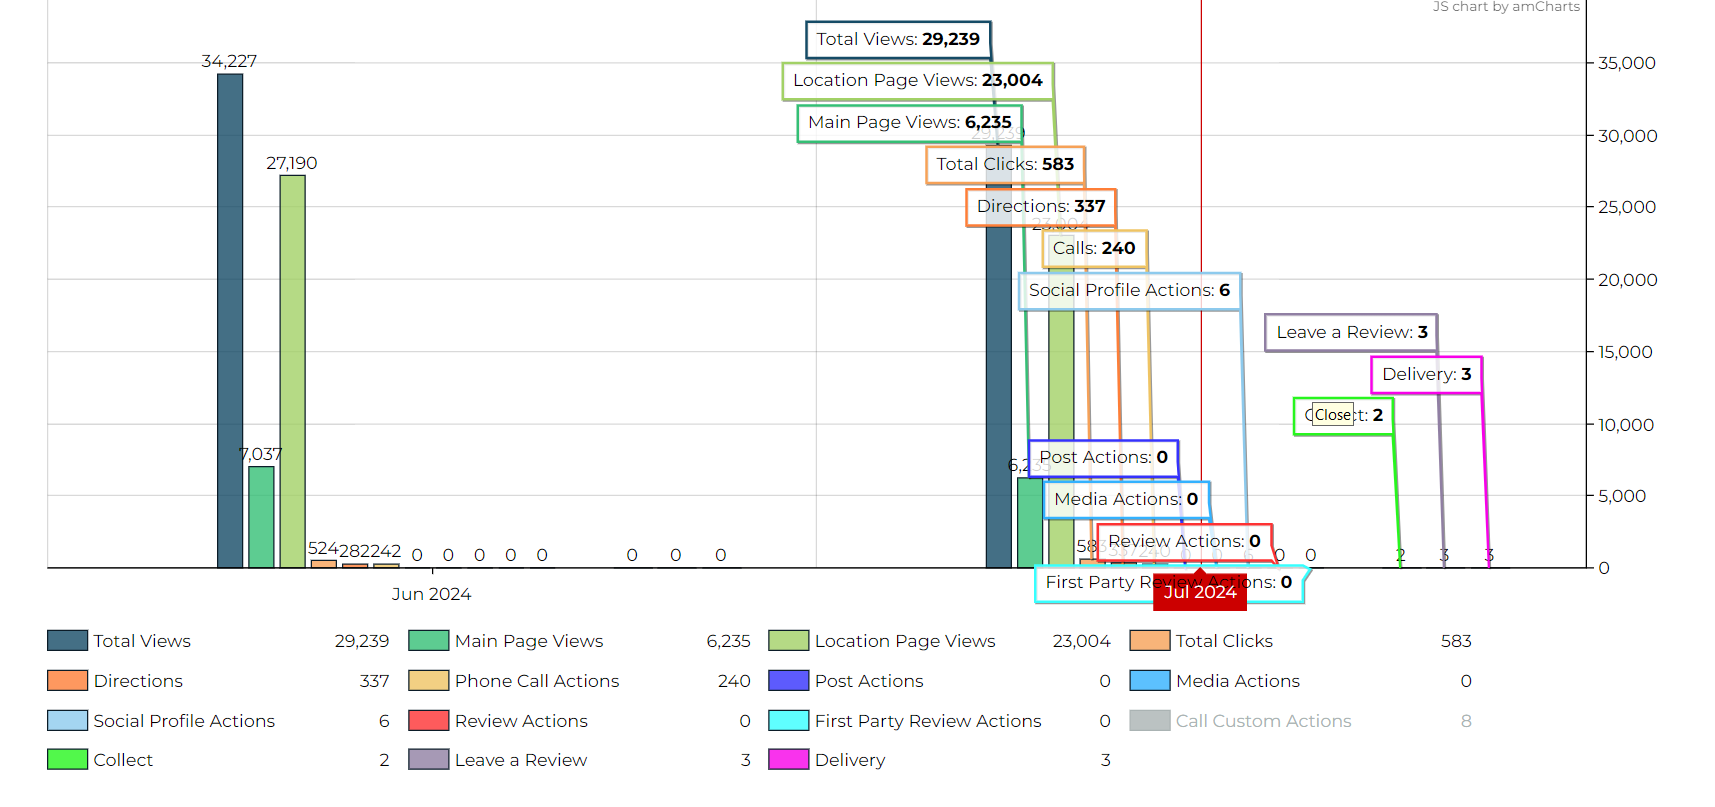 JS chart by amCharts
Total Views: 29,239
34,227
35,000
Location Page Views: 23,004
Main Page Views: 6,235
29,239
30,000
27,190
Total Clicks: 583
Directions: 337
25,000
23,004
Calls: 240
20,000
Social Profile Actions: 6
Leave a Review: 3
15,000
Delivery: 3
Close
2
10,000
7,037
Post Actions: 0
6,235
Media Actions: 0
5,000
Review Actions: 0
524 282 242 0 0 0 0 0 0 0 0
583 337 240 0 0 6 0 0 2 3 3
0
First Party Review Actions: 0
Jun 2024
Jul 2024
Total Views 29,239 Main Page Views 6,235 Location Page Views 23,004 Total Clicks 583
Directions 337 Phone Call Actions 240 Post Actions 0 Media Actions 0
Social Profile Actions 6 Review Actions 0 First Party Review Actions 0 Call Custom Actions 8
Collect 2 Leave a Review 3 Delivery 3